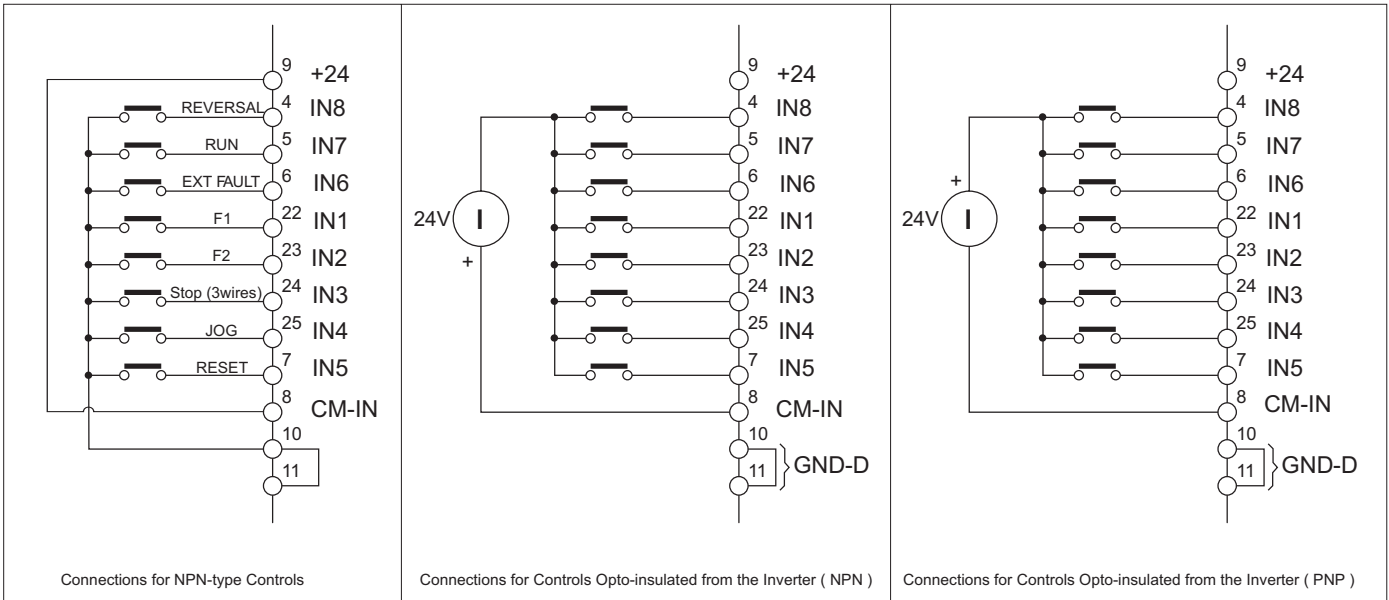 9 +24
REVERSAL 4 IN8
RUN 5 IN7
EXT FAULT 6 IN6
F1 22 IN1
F2 23 IN2
Stop (3wires) 24 IN3
JOG 25 IN4
RESET 7 IN5
8 CM-IN
10
11
Connections for NPN-type Controls
9 +24
4 IN8
5 IN7
6 IN6
24V I 22 IN1
+ 23 IN2
24 IN3
25 IN4
7 IN5
8 CM-IN
10
11 GND-D
Connections for Controls Opto-insulated from the Inverter ( NPN )
9 +24
4 IN8
5 IN7
+ 6 IN6
24V I 22 IN1
23 IN2
24 IN3
25 IN4
7 IN5
8 CM-IN
10
11 GND-D
Connections for Controls Opto-insulated from the Inverter ( PNP )